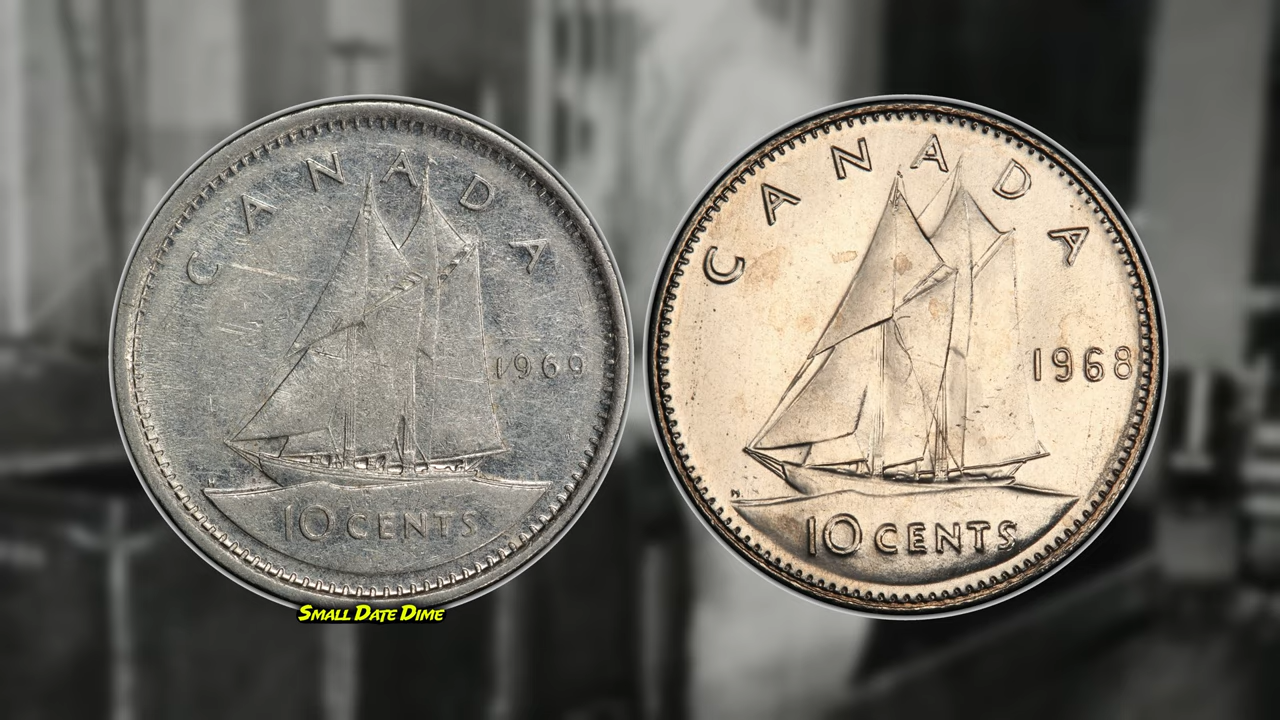 CANADA
1969
10 CENTS
SMALL DATE DIME
CANADA
1968
H
10 CENTS